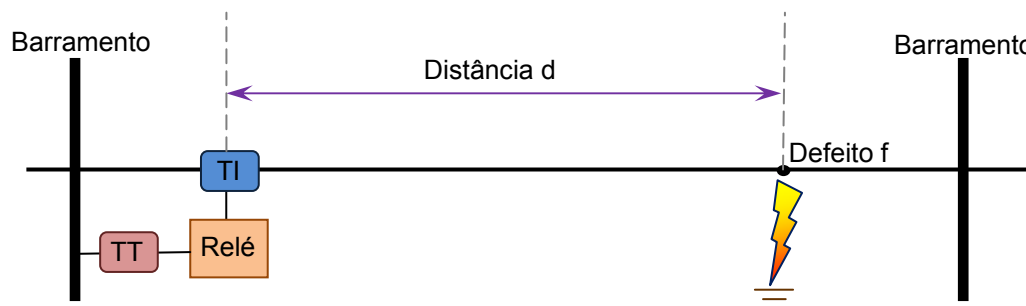 Barramento
Barramento
Distância d
Defeito f
TI
TT
Relé